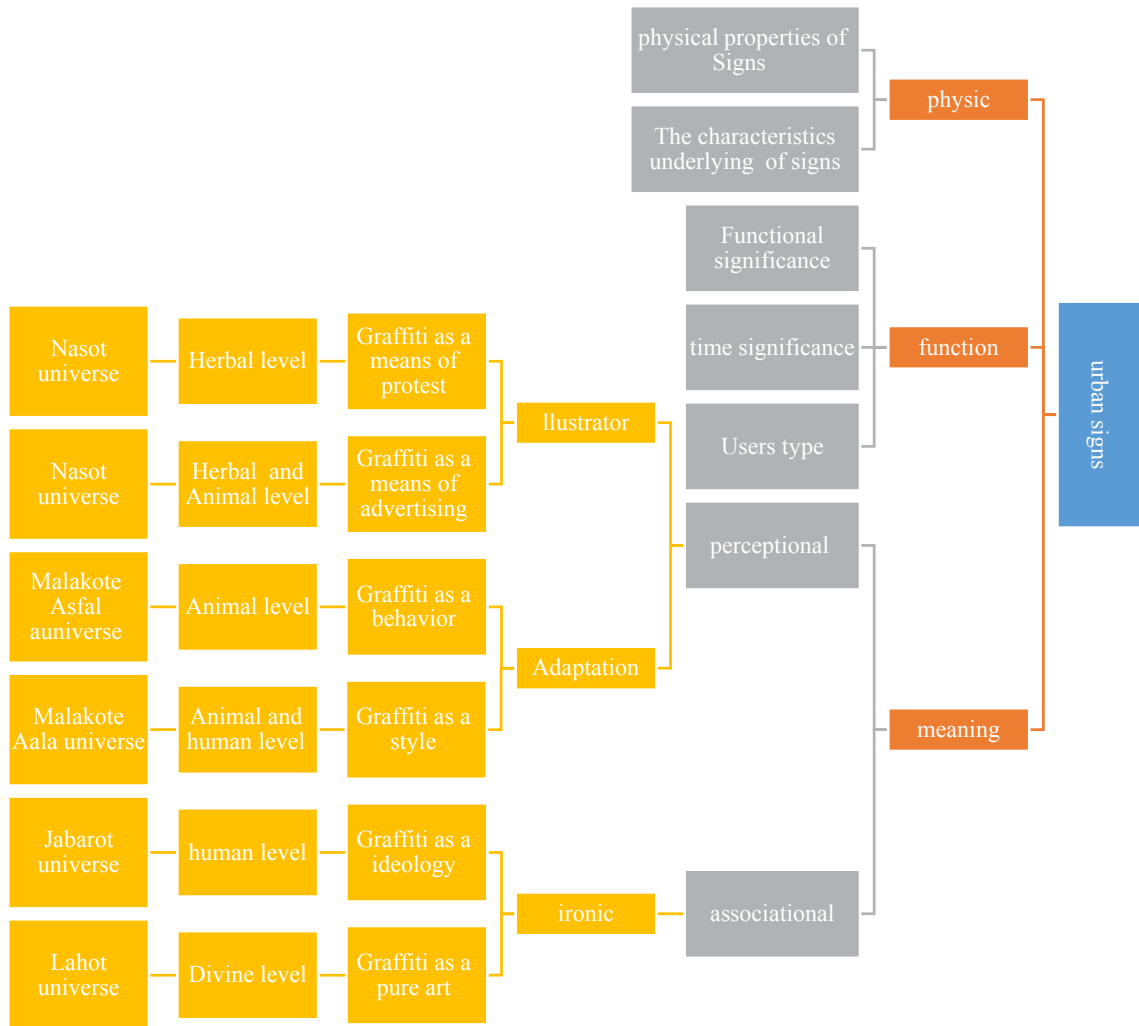 physical properties of
Signs
physic
The characteristics
underlying of signs
Functional
significance
time significance
function
urban signs
Users type
Nasot
universe
Herbal level
Graffiti as a
means of
protest
llustrator
Nasot
universe
Herbal and
Animal level
Graffiti as a
means of
advertising
perceptional
Malakote
Asfal
auniverse
Animal level
Graffiti as a
behavior
Adaptation
Malakote
Aala universe
Animal and
human level
Graffiti as a
style
meaning
Jabarot
universe
human level
Graffiti as a
ideology
ironic
associational
Lahot
universe
Divine level
Graffiti as a
pure art